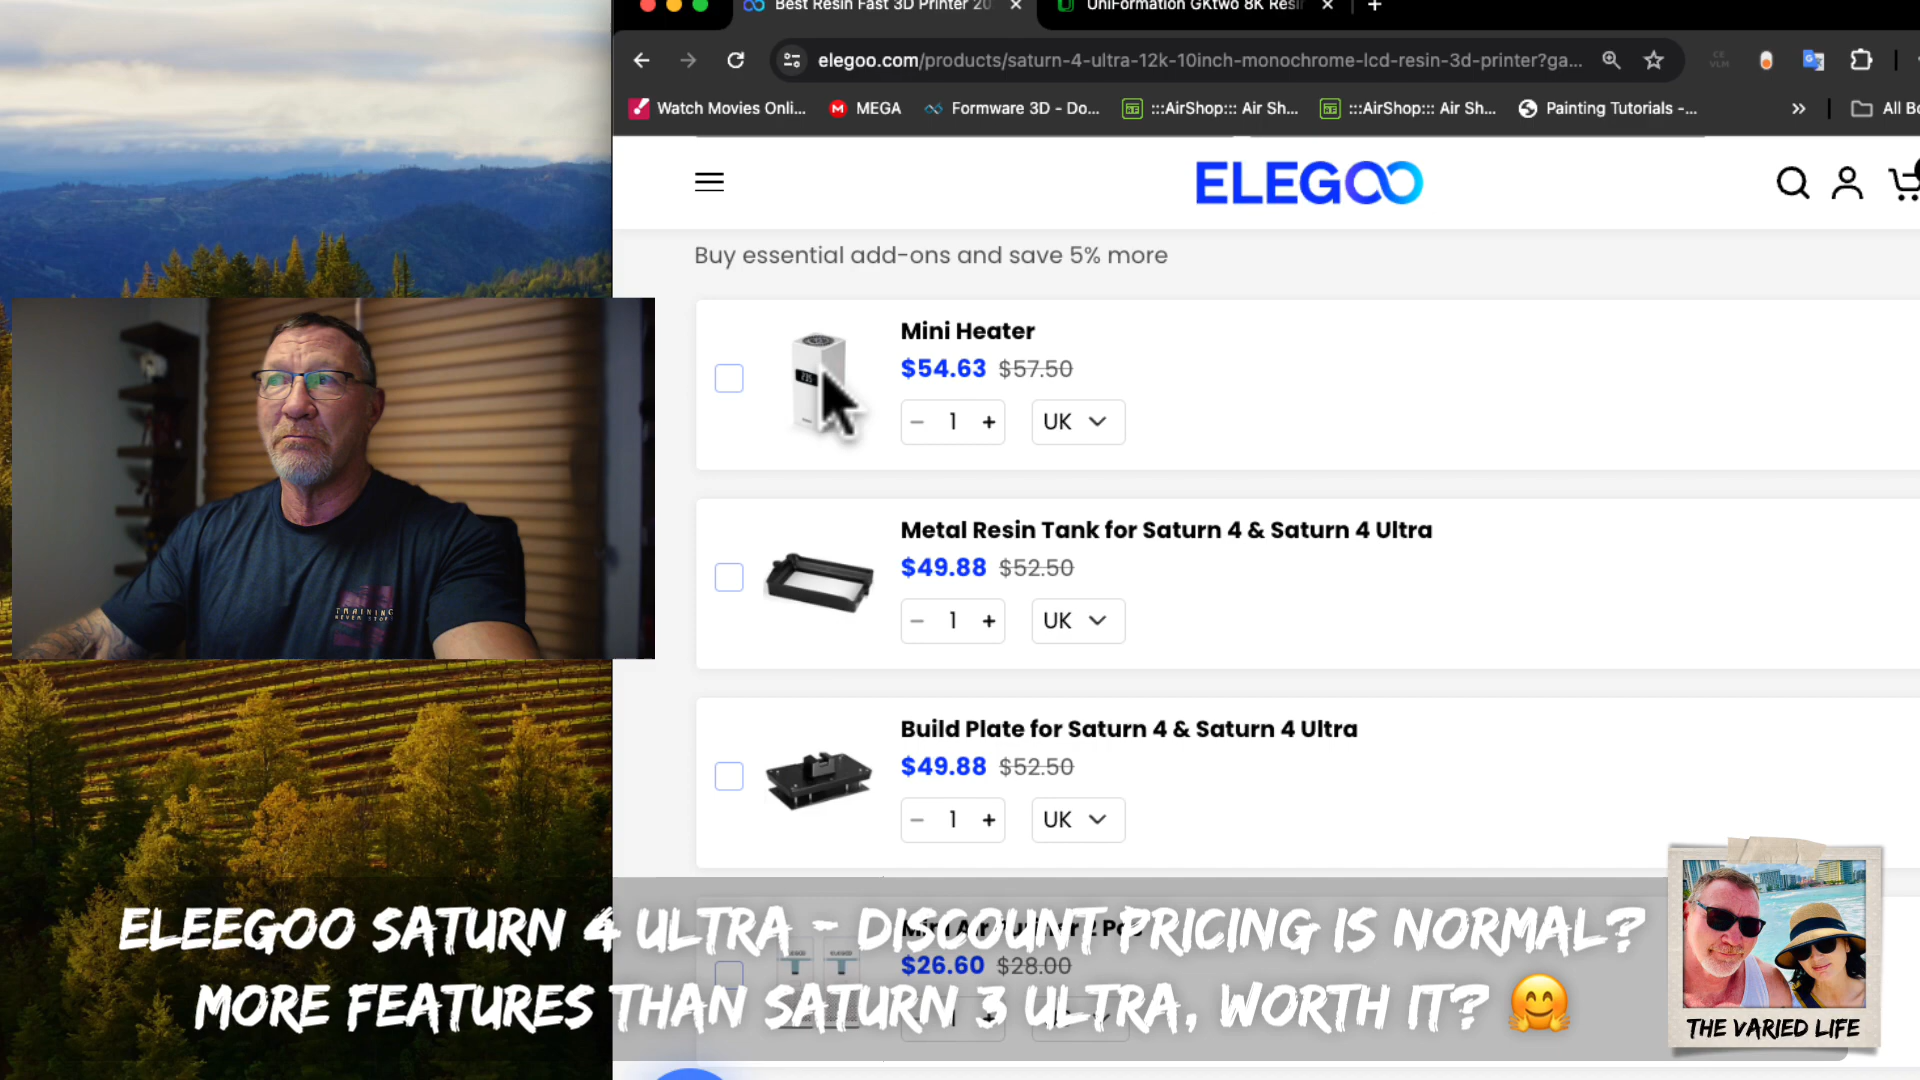 Best Resin Fast 3D Printer 20
UniFormation GKtwo 8K Resi
elegoo.com/products/saturn-4-ultra-12k-10inch-monochrome-lcd-resin-3d-printer?ga...
Watch Movies Onli...
MEGA
Formware 3D - Do...
:::AirShop::: Air Sh...
:::AirShop::: Air Sh...
Painting Tutorials -...
All Bo
ELEGOO
Buy essential add-ons and save 5% more
Mini Heater
$54.63 $57.50
− 1 + UK
Metal Resin Tank for Saturn 4 & Saturn 4 Ultra
$49.88 $52.50
− 1 + UK
Build Plate for Saturn 4 & Saturn 4 Ultra
$49.88 $52.50
− 1 + UK
TRAINING
NEVER STOPS
$26.60 $28.00
ELEEGOO SATURN 4 ULTRA - DISCOUNT PRICING IS NORMAL?
MORE FEATURES THAN SATURN 3 ULTRA, WORTH IT? 🤗
THE VARIED LIFE